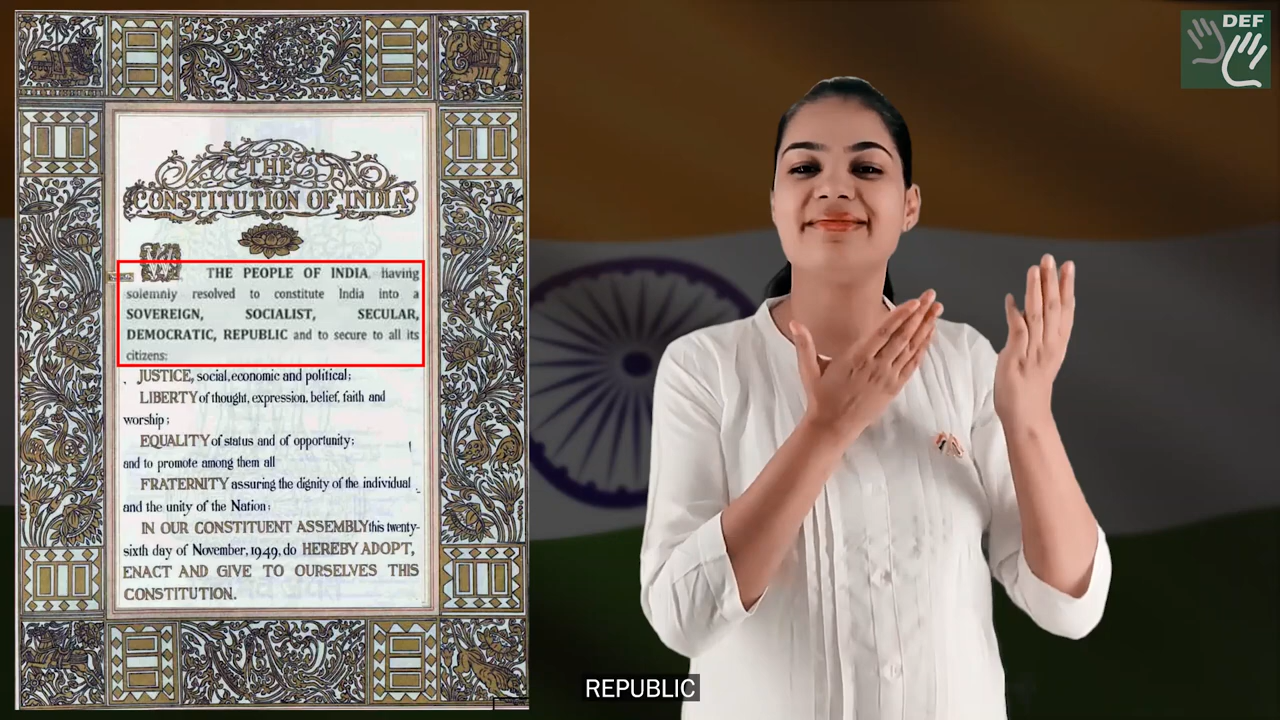 THE
CONSTITUTION OF INDIA
W
THE PEOPLE OF INDIA, having
solemnly resolved to constitute India into a
SOVEREIGN, SOCIALIST, SECULAR,
DEMOCRATIC, REPUBLIC and to secure to all its
citizens:
JUSTICE, social, economic and political;
LIBERTY of thought, expression, belief, faith and
worship;
EQUALITY of status and of opportunity;
and to promote among them all
FRATERNITY assuring the dignity of the individual
and the unity of the Nation;
IN OUR CONSTITUENT ASSEMBLY this twenty-
sixth day of November, 1949, do HEREBY ADOPT,
ENACT AND GIVE TO OURSELVES THIS
CONSTITUTION.
DEF
REPUBLIC